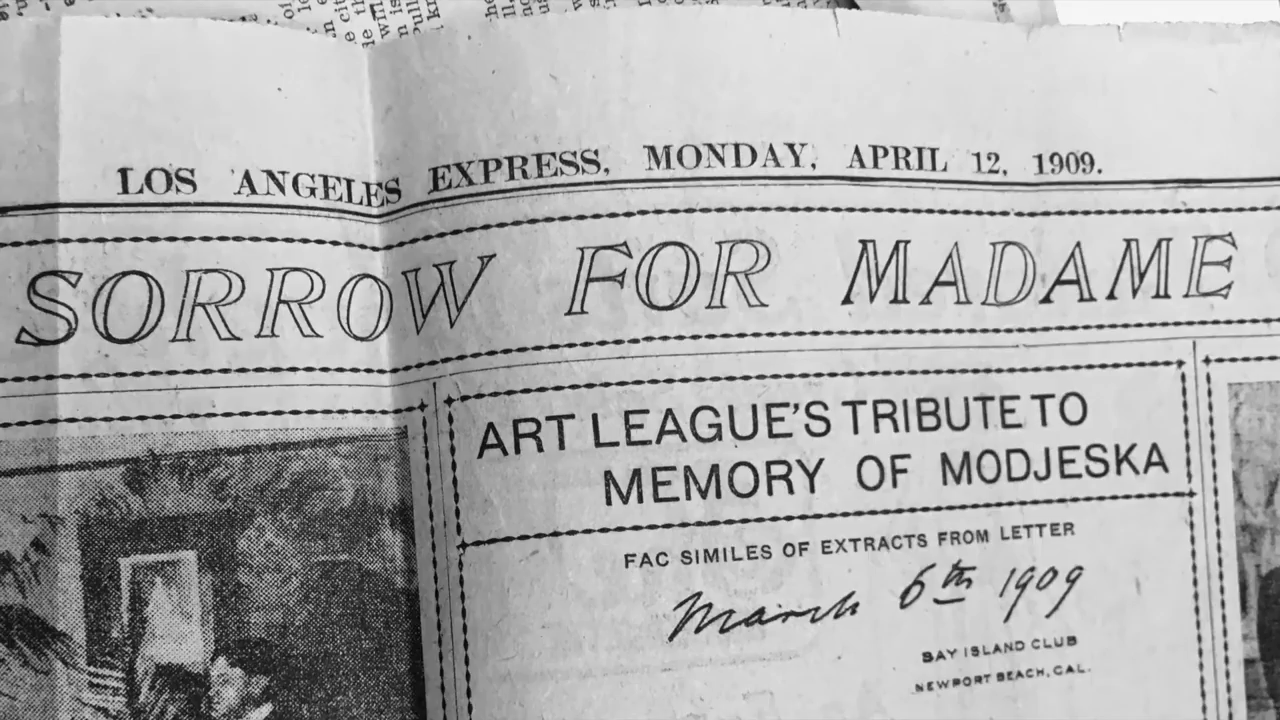 LOS ANGELES EXPRESS, MONDAY, APRIL 12, 1909.
SORROW FOR MADAME
ART LEAGUE'S TRIBUTE TO
MEMORY OF MODJESKA
FAC SIMILES OF EXTRACTS FROM LETTER
March 6th 1909
BAY ISLAND CLUB
NEWPORT BEACH, CAL.